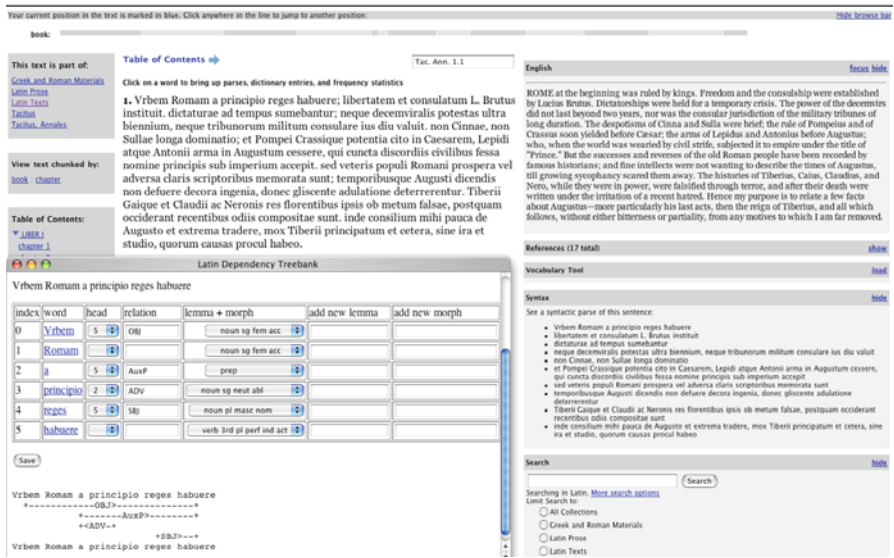 Your current position in the text is marked in blue. Click anywhere in the line to jump to another position:
Hide browse bar
book:
This text is part of:
Greek and Roman Materials
Latin Prose
Latin Texts
Tacitus
Tacitus, Annales
View text chunked by:
book : chapter
Table of Contents:
LIBER I
chapter 1
Table of Contents
Tac. Ann. 1.1
Click on a word to bring up parses, dictionary entries, and frequency statistics
1. Vrbem Romam a principio reges habuere; libertatem et consulatum L. Brutus
instituit. dictaturae ad tempus sumebantur; neque decemviralis potestas ultra
biennium, neque tribunorum militum consulare ius diu valuit. non Cinnae, non
Sullae longa dominatio; et Pompei Crassique potentia cito in Caesarem, Lepidi
atque Antonii arma in Augustum cessere, qui cuncta discordiis civilibus fessa
nomine principis sub imperium accepit. sed veteris populi Romani prospera vel
adversa claris scriptoribus memorata sunt; temporibusque Augusti dicendis
non defuere decora ingenia, donec gliscente adulatione deterrerentur. Tiberii
Gaique et Claudii ac Neronis res florentibus ipsis ob metum falsae, postquam
occiderant recentibus odiis compositae sunt. inde consilium mihi pauca de
Augusto et extrema tradere, mox Tiberii principatum et cetera, sine ira et
studio, quorum causas procul habeo.
English
focus hide
ROME at the beginning was ruled by kings. Freedom and the consulship were established
by Lucius Brutus. Dictatorships were held for a temporary crisis. The power of the decemvirs
did not last beyond two years, nor was the consular jurisdiction of the military tribunes of
long duration. The despotisms of Cinna and Sulla were brief; the rule of Pompeius and of
Crassus soon yielded before Cæsar; the arms of Lepidus and Antonius before Augustus;
who, when the world was wearied by civil strife, subjected it to empire under the title of
"Prince." But the successes and reverses of the old Roman people have been recorded by
famous historians; and fine intellects were not wanting to describe the times of Augustus,
till growing sycophancy scared them away. The histories of Tiberius, Caius, Claudius, and
Nero, while they were in power, were falsified through terror, and after their death were
written under the irritation of a recent hatred. Hence my purpose is to relate a few facts
about Augustus—more particularly his last acts, then the reign of Tiberius, and all which
follows, without either bitterness or partiality, from any motives to which I am far removed.
References (17 total)
show
Vocabulary Tool
load
Syntax
hide
See a syntactic parse of this sentence:
Vrbem Romam a principio reges habuere
libertatem et consulatum L. Brutus instituit
dictaturae ad tempus sumebantur
neque decemviralis potestas ultra biennium, neque tribunorum militum consulare ius diu valuit
non Cinnae, non Sullae longa dominatio
et Pompei Crassique potentia cito in Caesarem, Lepidi atque Antonii arma in Augustum cessere,
qui cuncta discordiis civilibus fessa nomine principis sub imperium accepit
sed veteris populi Romani prospera vel adversa claris scriptoribus memorata sunt
temporibusque Augusti dicendis non defuere decora ingenia, donec gliscente adulatione
deterrerentur
Tiberii Gaique et Claudii ac Neronis res florentibus ipsis ob metum falsae, postquam occiderant
recentibus odiis compositae sunt
inde consilium mihi pauca de Augusto et extrema tradere, mox Tiberii principatum et cetera, sine
ira et studio, quorum causas procul habeo
Search
hide
Search
Searching in Latin. More search options
Limit Search to:
All Collections
Greek and Roman Materials
Latin Prose
Latin Texts
Latin Dependency Treebank
Vrbem Romam a principio reges habuere
index word head relation lemma + morph add new lemma add new morph
0 Vrbem 5 OBJ noun sg fem acc
1 Romam noun sg fem acc
2 a 5 AuxP prep
3 principio 2 ADV noun sg neut abl
4 reges 5 SBJ noun pl masc nom
5 habuere verb 3rd pl perf ind act
Save
Vrbem Romam a principio reges habuere
+------------OBJ>--------------+
+-------AuxP>--------+
+<ADV-+
+SBJ>--+
Vrbem Romam a principio reges habuere